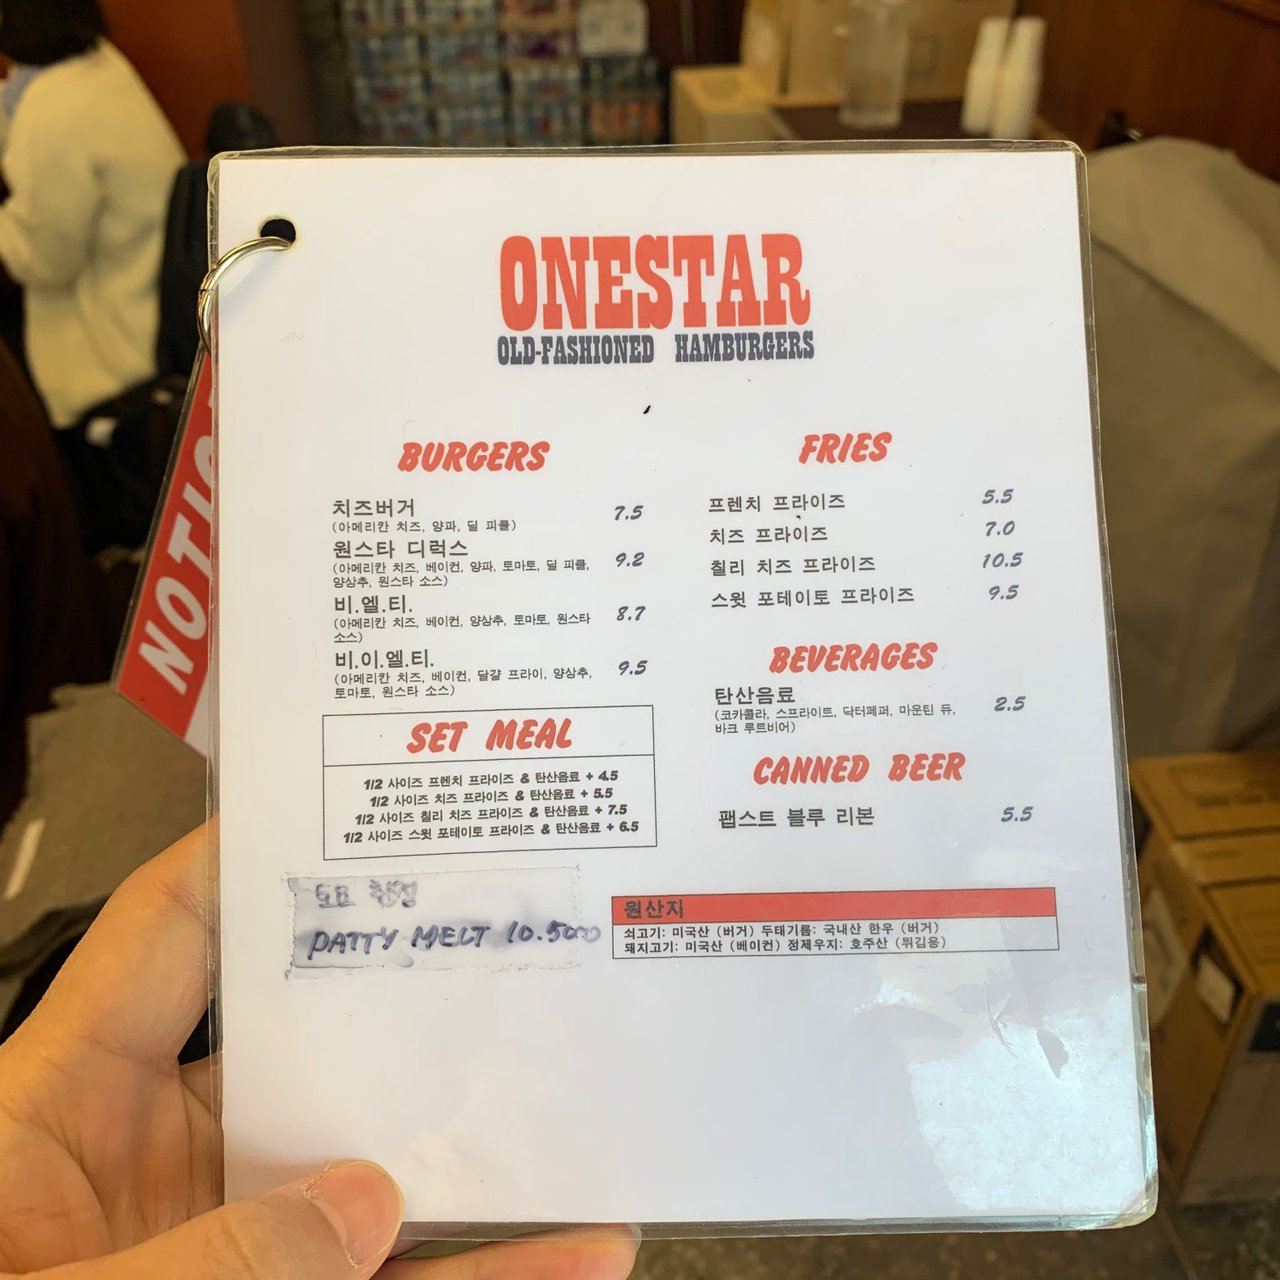 ONESTAR
OLD-FASHIONED HAMBURGERS
BURGERS
치즈버거 7.5
(아메리칸 치즈, 양파, 딜 피클)
원스타 디럭스 9.2
(아메리칸 치즈, 베이컨, 양파, 토마토, 딜 피클,
양상추, 원스타 소스)
비.엘.티. 8.7
(아메리칸 치즈, 베이컨, 양상추, 토마토, 원스타
소스)
비.이.엘.티. 9.5
(아메리칸 치즈, 베이컨, 달걀 프라이, 양상추,
토마토, 원스타 소스)
SET MEAL
1/2 사이즈 프렌치 프라이즈 & 탄산음료 + 4.5
1/2 사이즈 치즈 프라이즈 & 탄산음료 + 5.5
1/2 사이즈 칠리 치즈 프라이즈 & 탄산음료 + 7.5
1/2 사이즈 스윗 포테이토 프라이즈 & 탄산음료 + 6.5
PATTY MELT 10.5000
FRIES
프렌치 프라이즈 5.5
치즈 프라이즈 7.0
칠리 치즈 프라이즈 10.5
스윗 포테이토 프라이즈 9.5
BEVERAGES
탄산음료 2.5
(코카콜라, 스프라이트, 닥터페퍼, 마운틴 듀,
바크 루트비어)
CANNED BEER
팹스트 블루 리본 5.5
원산지
쇠고기: 미국산 (버거) 두태기름: 국내산 한우 (버거)
돼지고기: 미국산 (베이컨) 정제우지: 호주산 (튀김용)
NOTIC